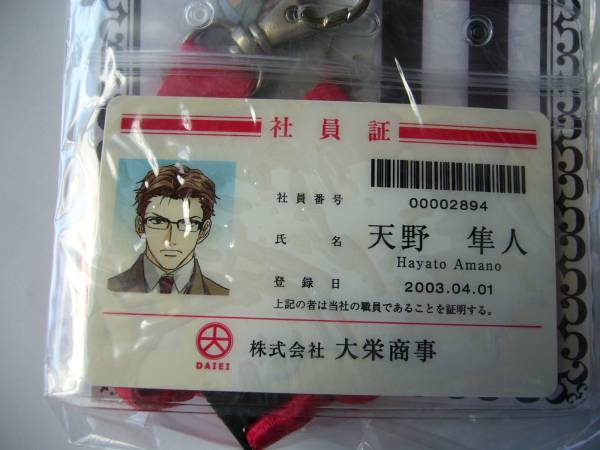 社員証
社員番号 00002894
氏名 天野 隼人
Hayato Amano
登録日 2003.04.01
上記の者は当社の職員であることを証明する。
大 DAIEI 株式会社 大栄商事